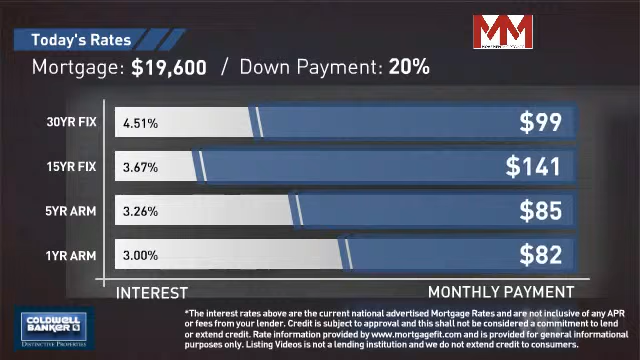 Today's Rates
MM
Mortgage: $19,600 / Down Payment: 20%
30YR FIX 4.51% $99
15YR FIX 3.67% $141
5YR ARM 3.26% $85
1YR ARM 3.00% $82
INTEREST MONTHLY PAYMENT
COLDWELL
BANKER
DISTINCTIVE PROPERTIES
*The interest rates above are the current national advertised Mortgage Rates and are not inclusive of any APR
or fees from your lender. Credit is subject to approval and this shall not be considered a commitment to lend
or extend credit. Rate information provided by www.mortgagefit.com and is provided for general informational
purposes only. Listing Videos is not a lending institution and we do not extend credit to consumers.